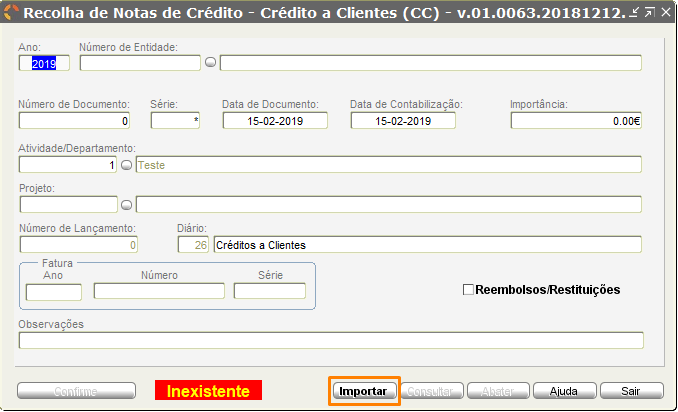 Recolha de Notas de Crédito - Crédito a Clientes (CC) - v.01.0063.20181212.
Ano: Número de Entidade:
2019
Número de Documento: Série: Data de Documento: Data de Contabilização: Importância:
0 * 15-02-2019 15-02-2019 0.00€
Atividade/Departamento:
1 Teste
Projeto:
Número de Lançamento: Diário:
0 26 Créditos a Clientes
Fatura
Ano Número Série
Reembolsos/Restituições
Observações
Confirme Inexistente Importar Consultar Abater Ajuda Sair